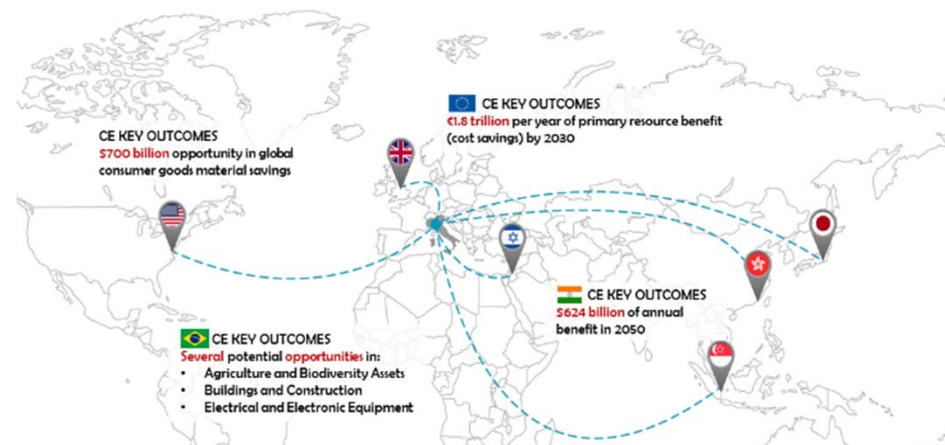 CE KEY OUTCOMES
€1.8 trillion per year of primary resource benefit
(cost savings) by 2030
CE KEY OUTCOMES
$700 billion opportunity in global
consumer goods material savings
CE KEY OUTCOMES
$624 billion of annual
benefit in 2050
CE KEY OUTCOMES
Several potential opportunities in:
• Agriculture and Biodiversity Assets
• Buildings and Construction
• Electrical and Electronic Equipment